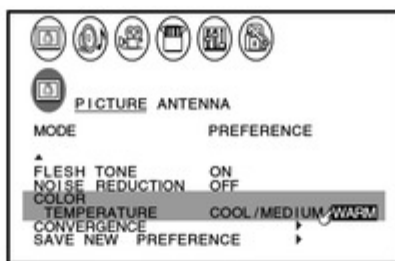 PICTURE ANTENNA
MODE PREFERENCE
FLESH TONE ON
NOISE REDUCTION OFF
COLOR
TEMPERATURE COOL/MEDIUM/WARM
CONVERGENCE
SAVE NEW PREFERENCE